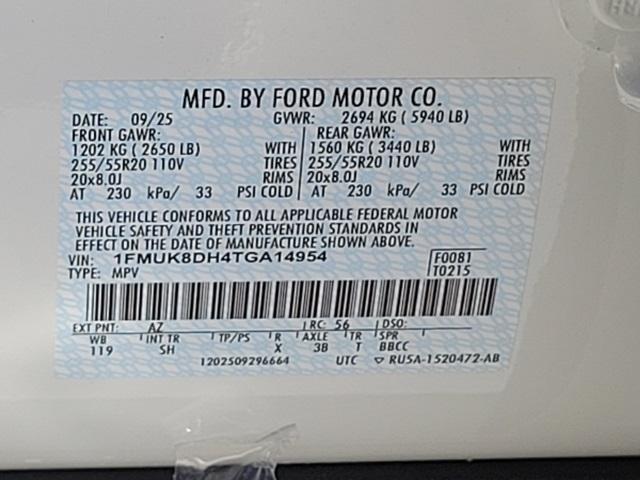 MFD. BY FORD MOTOR CO.
DATE: 09/25 GVWR: 2694 KG ( 5940 LB)
FRONT GAWR: REAR GAWR:
1202 KG ( 2650 LB) WITH 1560 KG ( 3440 LB) WITH
255/55R20 110V TIRES 255/55R20 110V TIRES
20x8.0J RIMS 20x8.0J RIMS
AT 230 kPa/ 33 PSI COLD AT 230 kPa/ 33 PSI COLD
THIS VEHICLE CONFORMS TO ALL APPLICABLE FEDERAL MOTOR
VEHICLE SAFETY AND THEFT PREVENTION STANDARDS IN
EFFECT ON THE DATE OF MANUFACTURE SHOWN ABOVE.
VIN: 1FMUK8DH4TGA14954 F0081
TYPE: MPV T0215
EXT PNT: AZ RC: 56 DSO:
WB INT TR TP/PS R AXLE TR SPR
119 SH X 3B T BBCC
1202509296664 UTC ▽ RU5A-1520472-AB